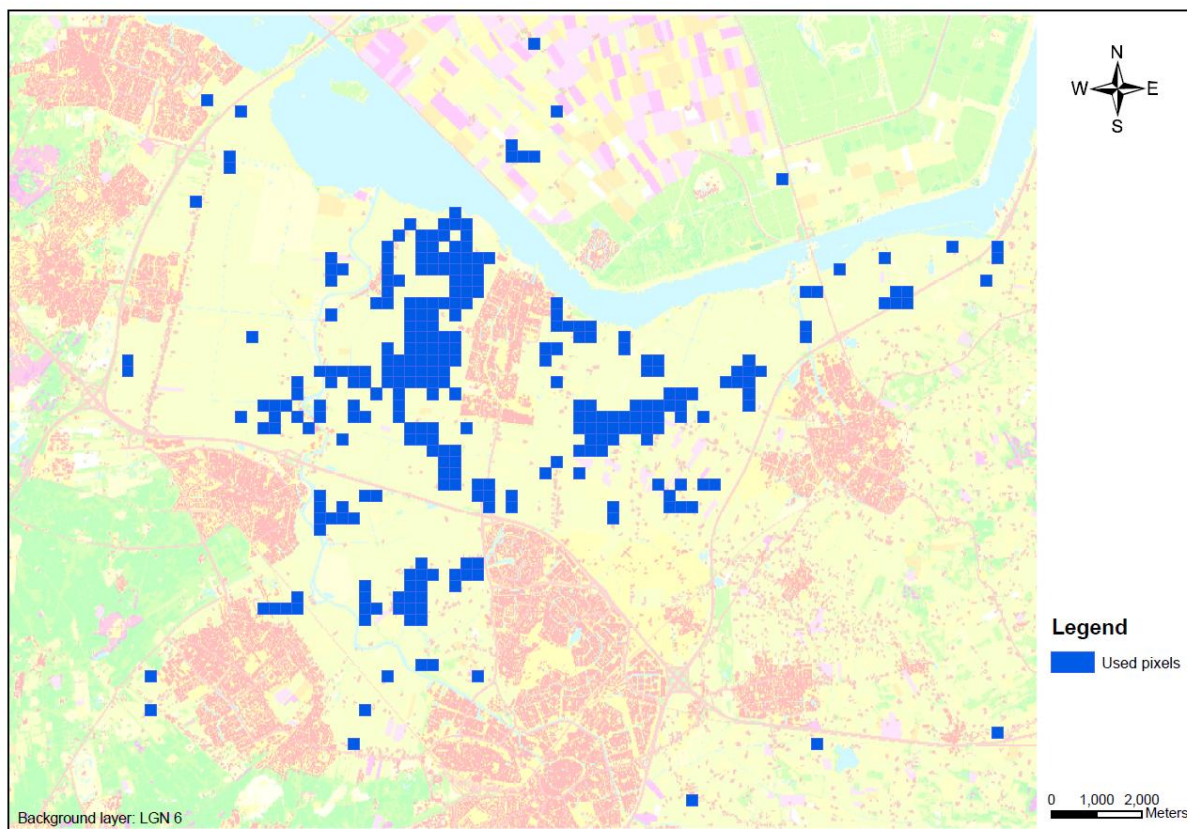 N
W E
S
Legend
Used pixels
0 1,000 2,000
Meters
Background layer: LGN 6